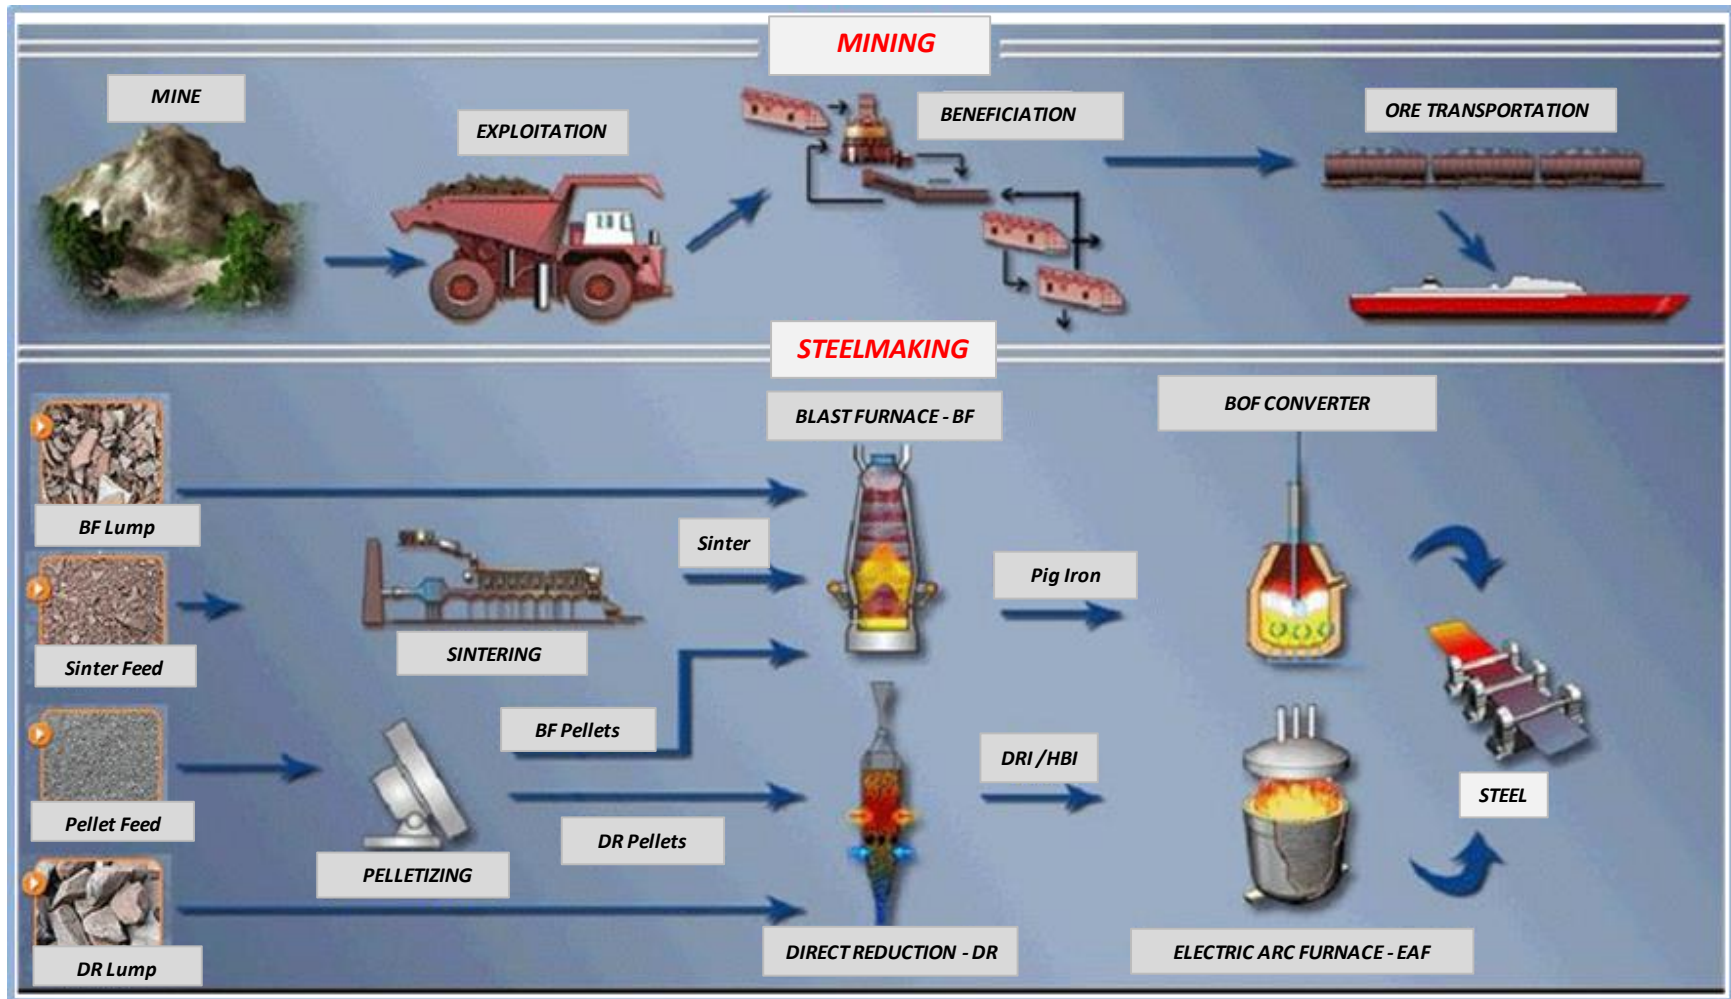 MINING
MINE
EXPLOITATION
BENEFICIATION
ORE TRANSPORTATION
STEELMAKING
BLAST FURNACE - BF
BOF CONVERTER
BF Lump
Sinter
Pig Iron
Sinter Feed
SINTERING
BF Pellets
DRI /HBI
STEEL
Pellet Feed
DR Pellets
PELLETIZING
DR Lump
DIRECT REDUCTION - DR
ELECTRIC ARC FURNACE - EAF